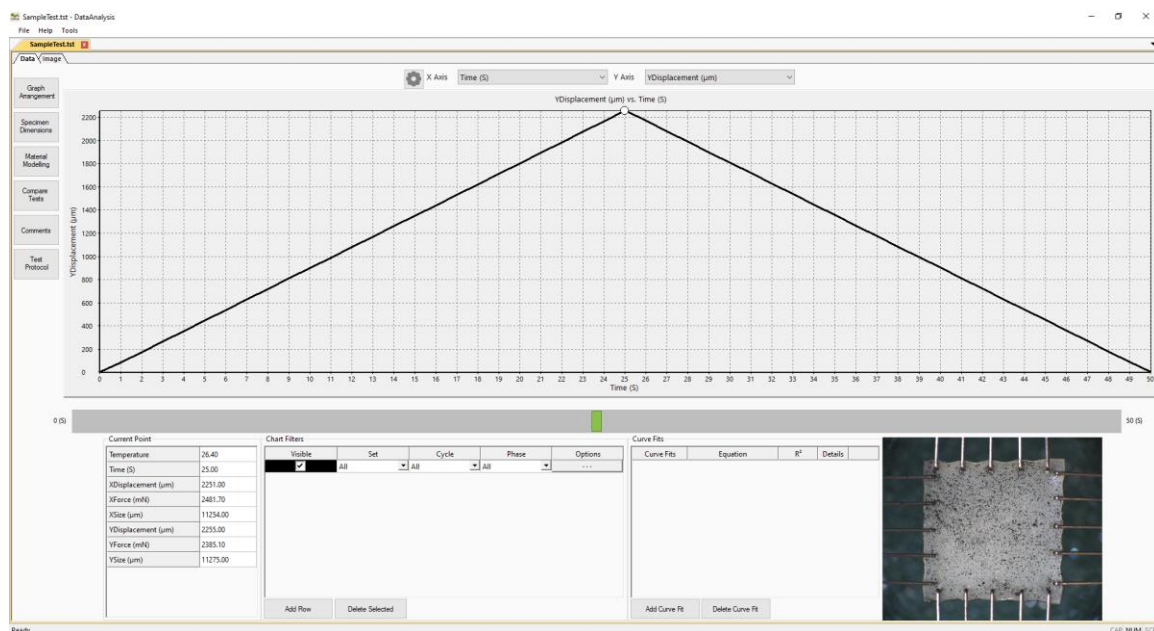 SampleTest.tst - DataAnalysis
File Help Tools
SampleTest.tst
Data Image
X Axis Time (S) Y Axis YDisplacement (µm)
Graph
Arrangement
Specimen
Dimensions
Material
Modelling
Compare
Tests
Comments
Test
Protocol
YDisplacement (µm) vs. Time (S)
YDisplacement (µm)
2200
2000
1800
1600
1400
1200
1000
800
600
400
200
0
0 1 2 3 4 5 6 7 8 9 10 11 12 13 14 15 16 17 18 19 20 21 22 23 24 25 26 27 28 29 30 31 32 33 34 35 36 37 38 39 40 41 42 43 44 45 46 47 48 49 50
Time (S)
0 (S) 50 (S)
Current Point
Temperature 26.40
Time (S) 25.00
XDisplacement (µm) 2251.00
XForce (mN) 2481.70
XSize (µm) 11254.00
YDisplacement (µm) 2255.00
YForce (mN) 2385.10
YSize (µm) 11275.00
Chart Filters
Visible Set Cycle Phase Options
All All All ...
Add Row Delete Selected
Curve Fits
Curve Fits Equation R² Details
Add Curve Fit Delete Curve Fit
Ready
CAP NUM